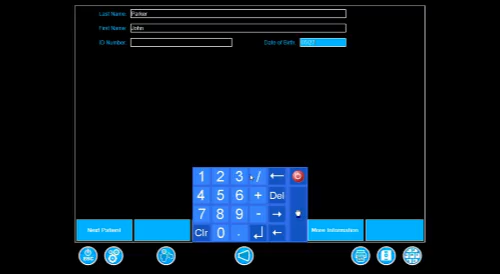 Last Name: Parker
First Name: John
ID Number: Date of Birth:
1 2 3 /
4 5 6 + Del
7 8 9 -
Clr 0 .
Next Patient More Information